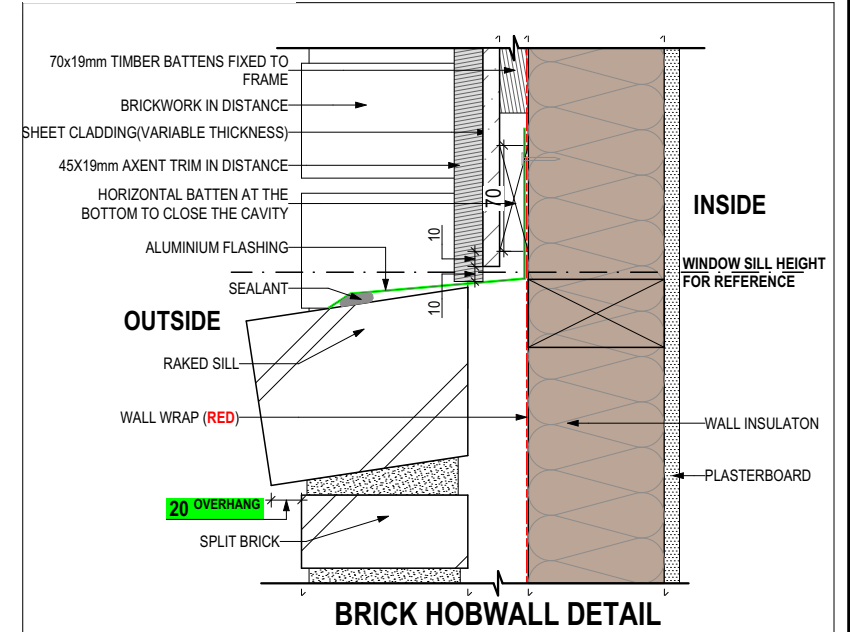 70x19mm TIMBER BATTENS FIXED TO
FRAME
BRICKWORK IN DISTANCE
SHEET CLADDING(VARIABLE THICKNESS)
45X19mm AXENT TRIM IN DISTANCE
HORIZONTAL BATTEN AT THE
BOTTOM TO CLOSE THE CAVITY
70
INSIDE
10
ALUMINIUM FLASHING
WINDOW SILL HEIGHT
FOR REFERENCE
SEALANT
10
OUTSIDE
RAKED SILL
WALL WRAP (RED)
WALL INSULATON
PLASTERBOARD
20 OVERHANG
SPLIT BRICK
BRICK HOBWALL DETAIL